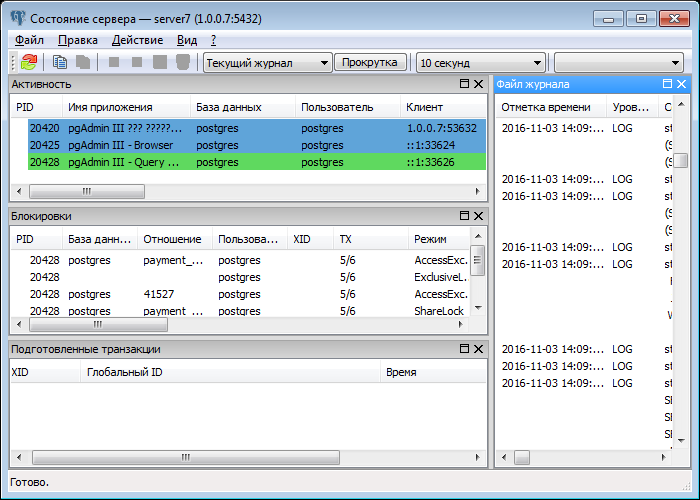 Состояние сервера — server7 (1.0.0.7:5432)
Файл Правка Действие Вид ?
Текущий журнал Прокрутка 10 секунд
Активность
PID Имя приложения База данных Пользователь Клиент
20420 pgAdmin III ??? ?????... postgres postgres 1.0.0.7:53632
20425 pgAdmin III - Browser postgres postgres ::1:33624
20428 pgAdmin III - Query ... postgres postgres ::1:33626
Блокировки
PID База данн... Отношение Пользова... XID TX Режим
20428 postgres payment_... postgres 5/6 AccessExc.
20428 postgres 5/6 ExclusiveL..
20428 postgres 41527 postgres 5/6 AccessExc.
20428 postgres payment_... postgres 5/6 ShareLock
Подготовленные транзакции
XID Глобальный ID Время
Файл журнала
Отметка времени Уров... С
2016-11-03 14:09:... LOG st
(S
(S
2016-11-03 14:09:... LOG st
(S
(S
2016-11-03 14:09:... LOG st
2016-11-03 14:09:... LOG st
W
2016-11-03 14:09:... LOG st
2016-11-03 14:09:... LOG st
2016-11-03 14:09:... LOG st
SE
SE
SE
Готово.